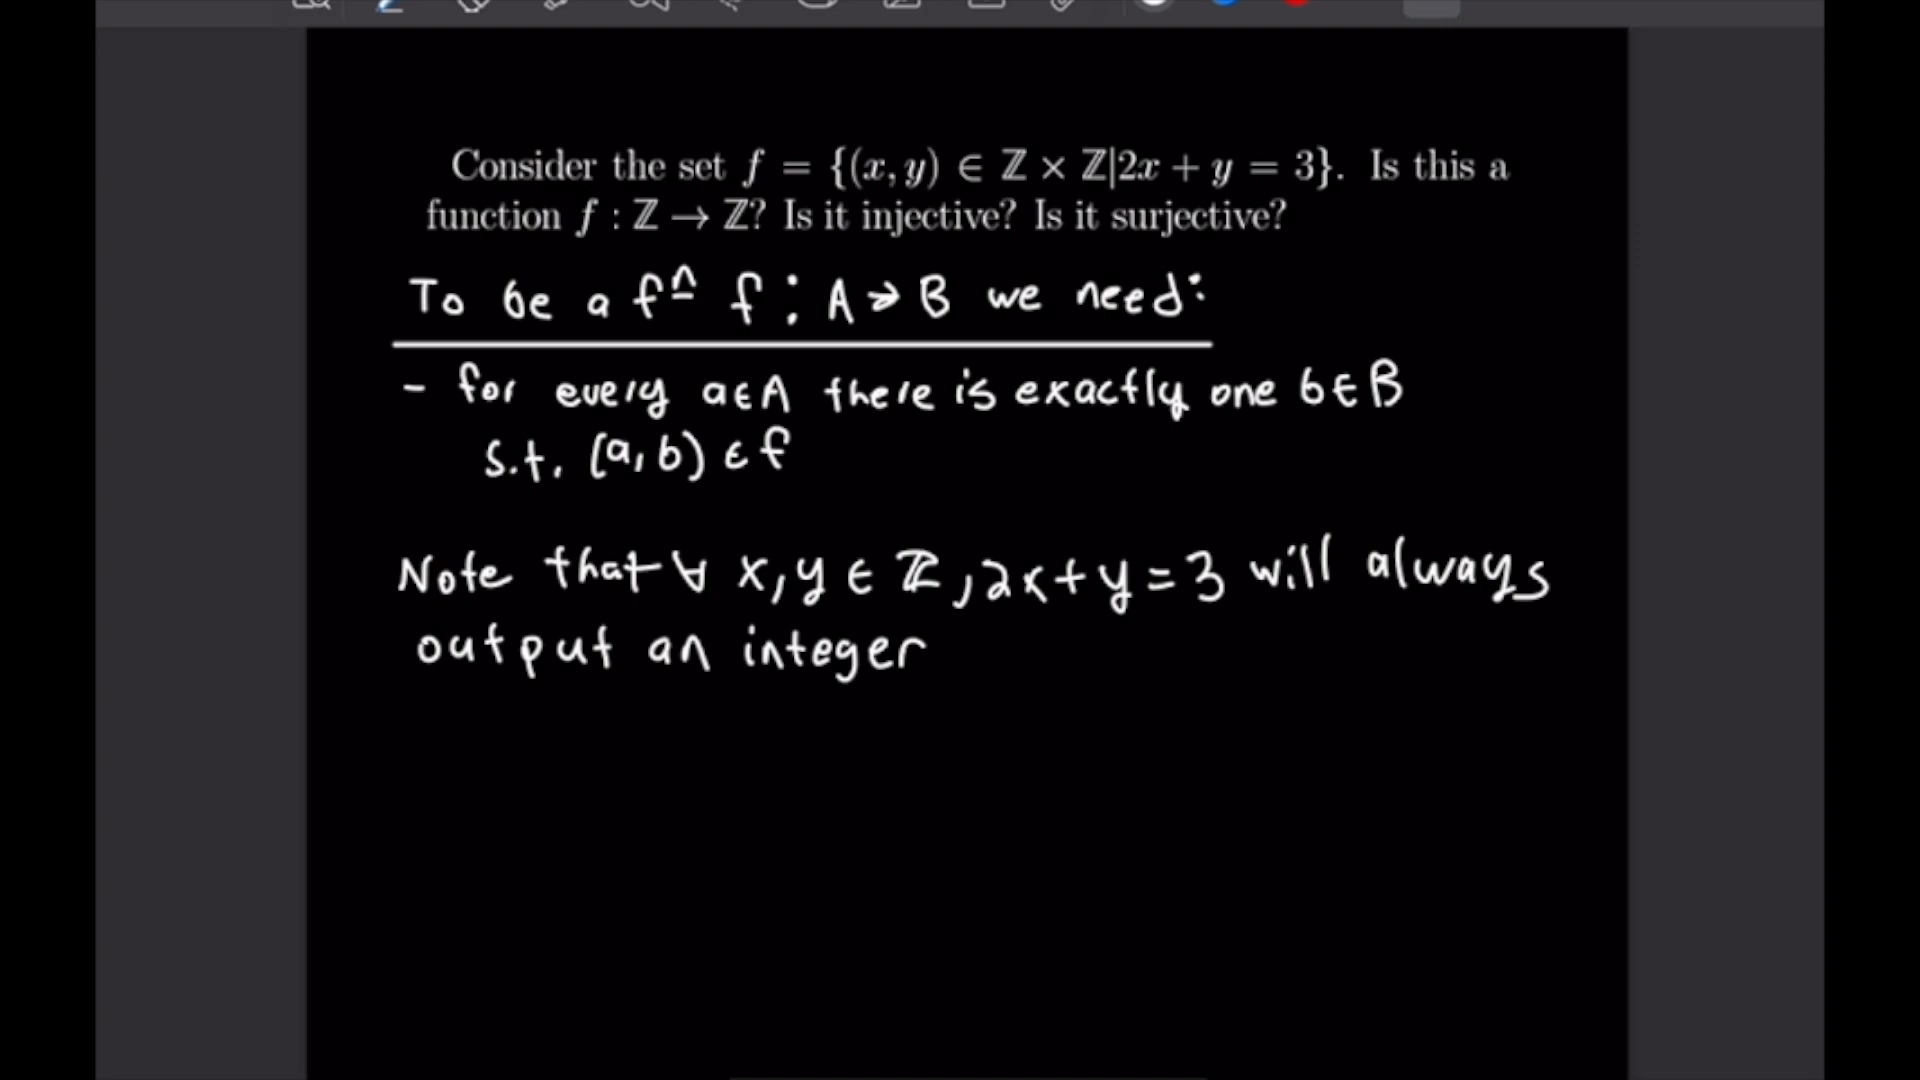 Consider the set f = {(x, y) ∈ ℤ × ℤ|2x + y = 3}. Is this a
function f : ℤ → ℤ? Is it injective? Is it surjective?
To be a fⁿ f : A → B we need:
- for every a∈A there is exactly one b∈B
s.t. (a,b) ∈ f
Note that ∀ x,y ∈ ℤ, 2x+y=3 will always
output an integer